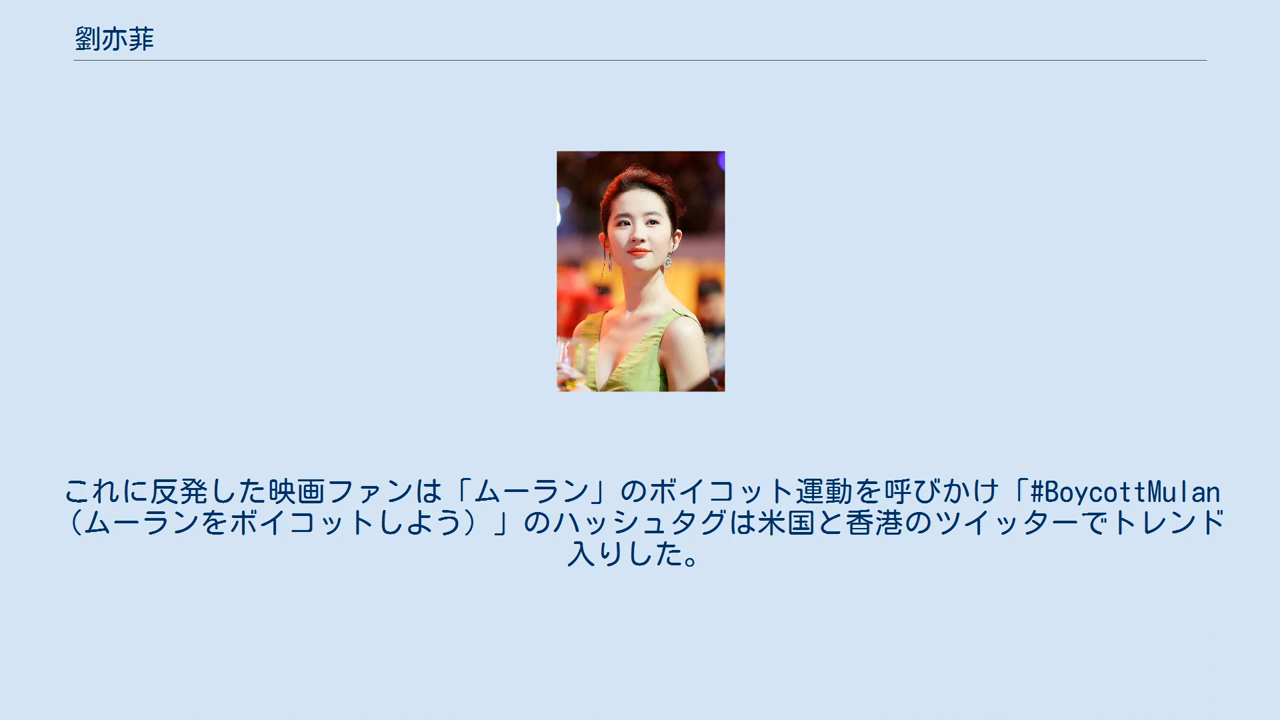 劉亦菲
これに反発した映画ファンは「ムーラン」のボイコット運動を呼びかけ「#BoycottMulan
（ムーランをボイコットしよう）」のハッシュタグは米国と香港のツイッターでトレンド
入りした。